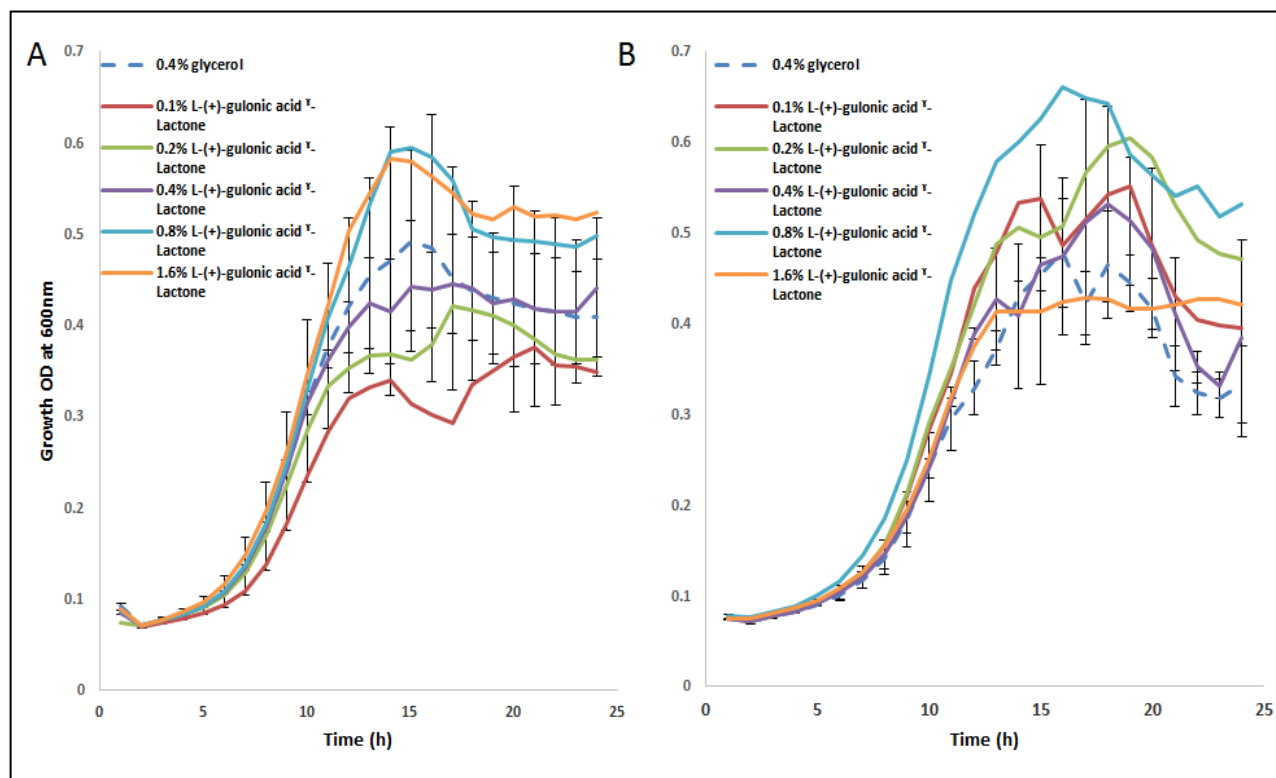 A
0.7
0.6
0.5
0.4
0.3
0.2
0.1
0
Growth OD at 600nm
0.4% glycerol
0.1% L-(+)-gulonic acid ɤ-
Lactone
0.2% L-(+)-gulonic acid ɤ-
Lactone
0.4% L-(+)-gulonic acid ɤ-
Lactone
0.8% L-(+)-gulonic acid ɤ-
Lactone
1.6% L-(+)-gulonic acid ɤ-
Lactone
0 5 10 15 20 25
Time (h)
B
0.7
0.6
0.5
0.4
0.3
0.2
0.1
0
0.4% glycerol
0.1% L-(+)-gulonic acid ɤ-
Lactone
0.2% L-(+)-gulonic acid ɤ-
Lactone
0.4% L-(+)-gulonic acid ɤ-
Lactone
0.8% L-(+)-gulonic acid ɤ-
Lactone
1.6% L-(+)-gulonic acid ɤ-
Lactone
0 5 10 15 20 25
Time (h)